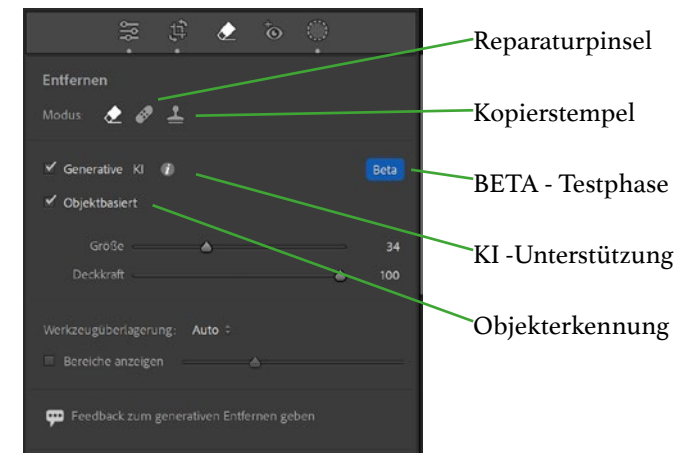 Reparaturpinsel
Entfernen
Modus
Kopierstempel
Generative KI
Beta
BETA - Testphase
Objektbasiert
Größe 34
KI -Unterstützung
Deckkraft 100
Objekterkennung
Werkzeugüberlagerung: Auto
Bereiche anzeigen
Feedback zum generativen Entfernen geben